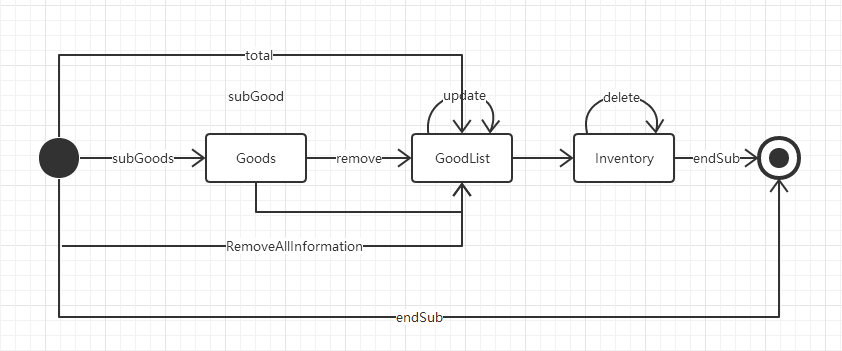 total
subGood
update
delete
subGoods
Goods
remove
GoodList
Inventory
endSub
RemoveAllInformation
endSub